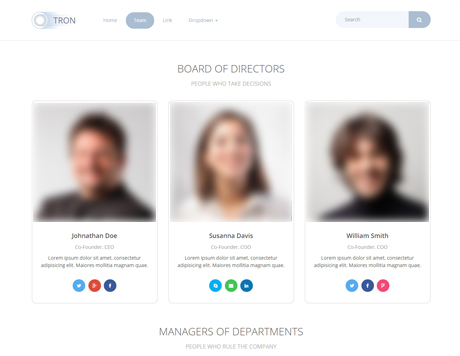 TRON
Home
Team
Link
Dropdown
Search
BOARD OF DIRECTORS
PEOPLE WHO TAKE DECISIONS
Johnathan Doe
Co-Founder, CEO
Lorem ipsum dolor sit amet, consectetur
adipisicing elit. Maiores mollitia magnam quae.
Susanna Davis
Co-Founder, COO
Lorem ipsum dolor sit amet, consectetur
adipisicing elit. Maiores mollitia magnam quae.
William Smith
Co-Founder, COO
Lorem ipsum dolor sit amet, consectetur
adipisicing elit. Maiores mollitia magnam quae.
MANAGERS OF DEPARTMENTS
PEOPLE WHO RULE THE COMPANY